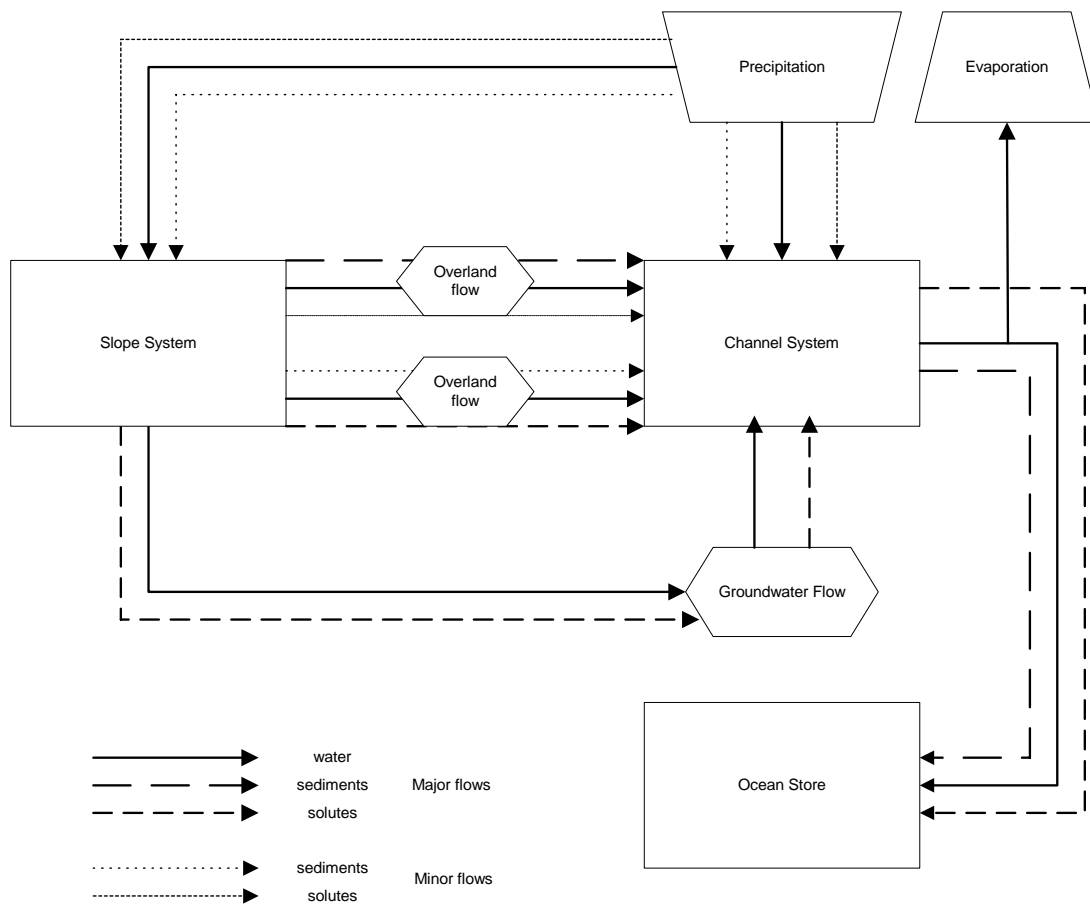 Precipitation
Evaporation
Overland
flow
Slope System
Channel System
Overland
flow
Groundwater Flow
water
sediments
Major flows
solutes
Ocean Store
sediments
Minor flows
solutes